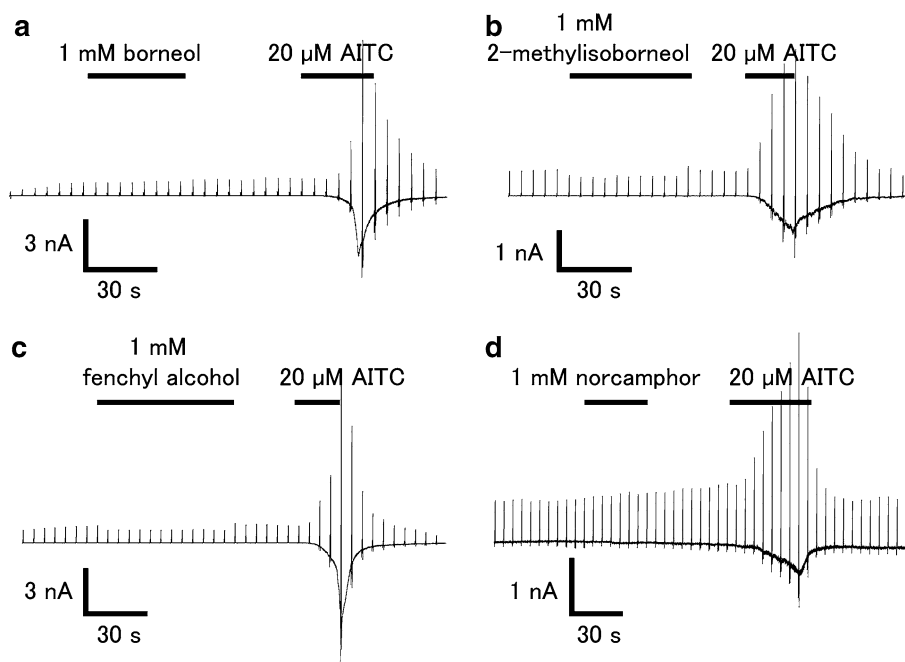 a
1 mM borneol
20 µM AITC
3 nA
30 s
b
1 mM
2-methylisoborneol
20 µM AITC
1 nA
30 s
c
1 mM
fenchyl alcohol
20 µM AITC
3 nA
30 s
d
1 mM norcamphor
20 µM AITC
1 nA
30 s